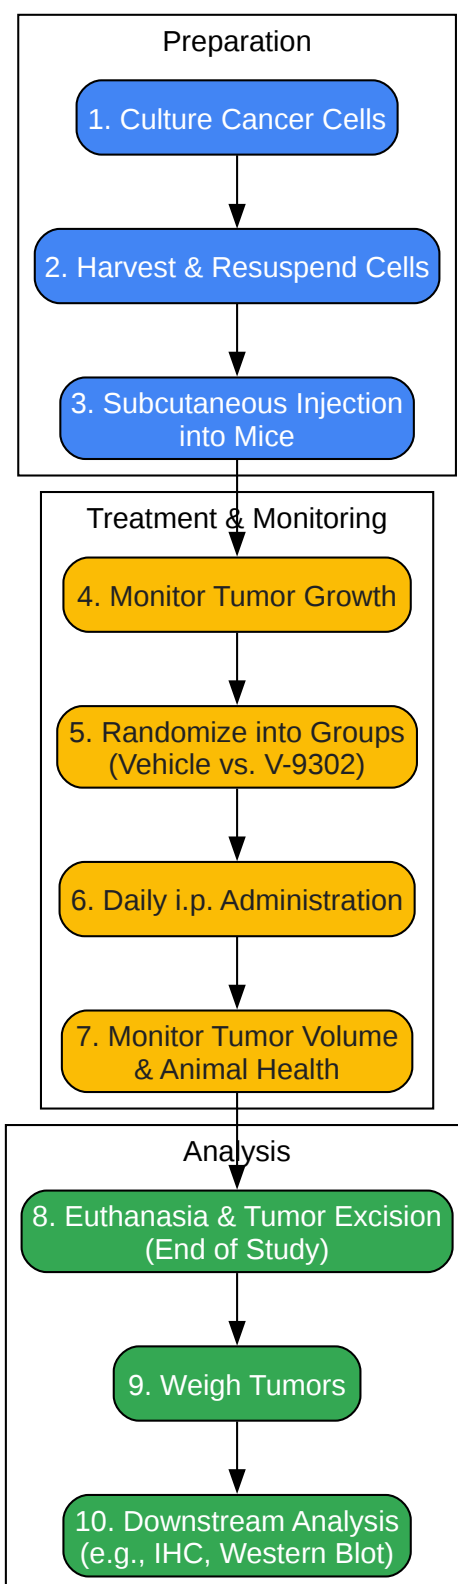 Preparation
1. Culture Cancer Cells
2. Harvest & Resuspend Cells
3. Subcutaneous Injection
into Mice
Treatment & Monitoring
4. Monitor Tumor Growth
5. Randomize into Groups
(Vehicle vs. V-9302)
6. Daily i.p. Administration
7. Monitor Tumor Volume
& Animal Health
Analysis
8. Euthanasia & Tumor Excision
(End of Study)
9. Weigh Tumors
10. Downstream Analysis
(e.g., IHC, Western Blot)